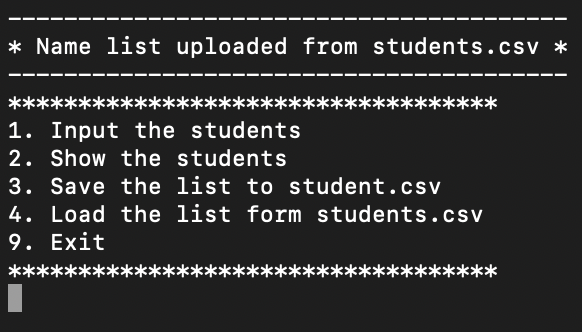 ----------------------------------------
* Name list uploaded from students.csv *
----------------------------------------
***********************************
1. Input the students
2. Show the students
3. Save the list to student.csv
4. Load the list form students.csv
9. Exit
***********************************